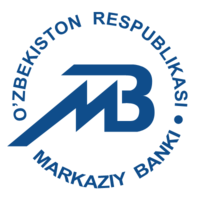 O'ZBEKISTON RESPUBLIKASI •
MARKAZIY BANKI
MB